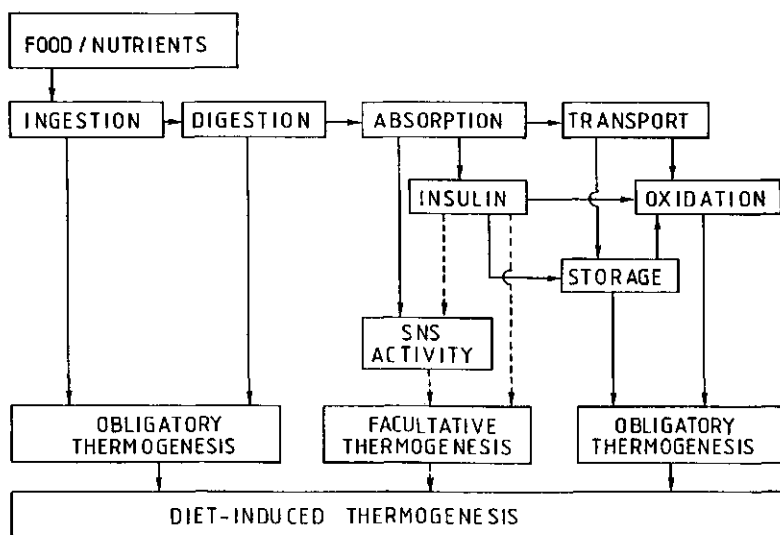 FOOD/NUTRIENTS
INGESTION
DIGESTION
ABSORPTION
TRANSPORT
INSULIN
OXIDATION
STORAGE
SNS
ACTIVITY
OBLIGATORY
THERMOGENESIS
FACULTATIVE
THERMOGENESIS
OBLIGATORY
THERMOGENESIS
DIET-INDUCED THERMOGENESIS